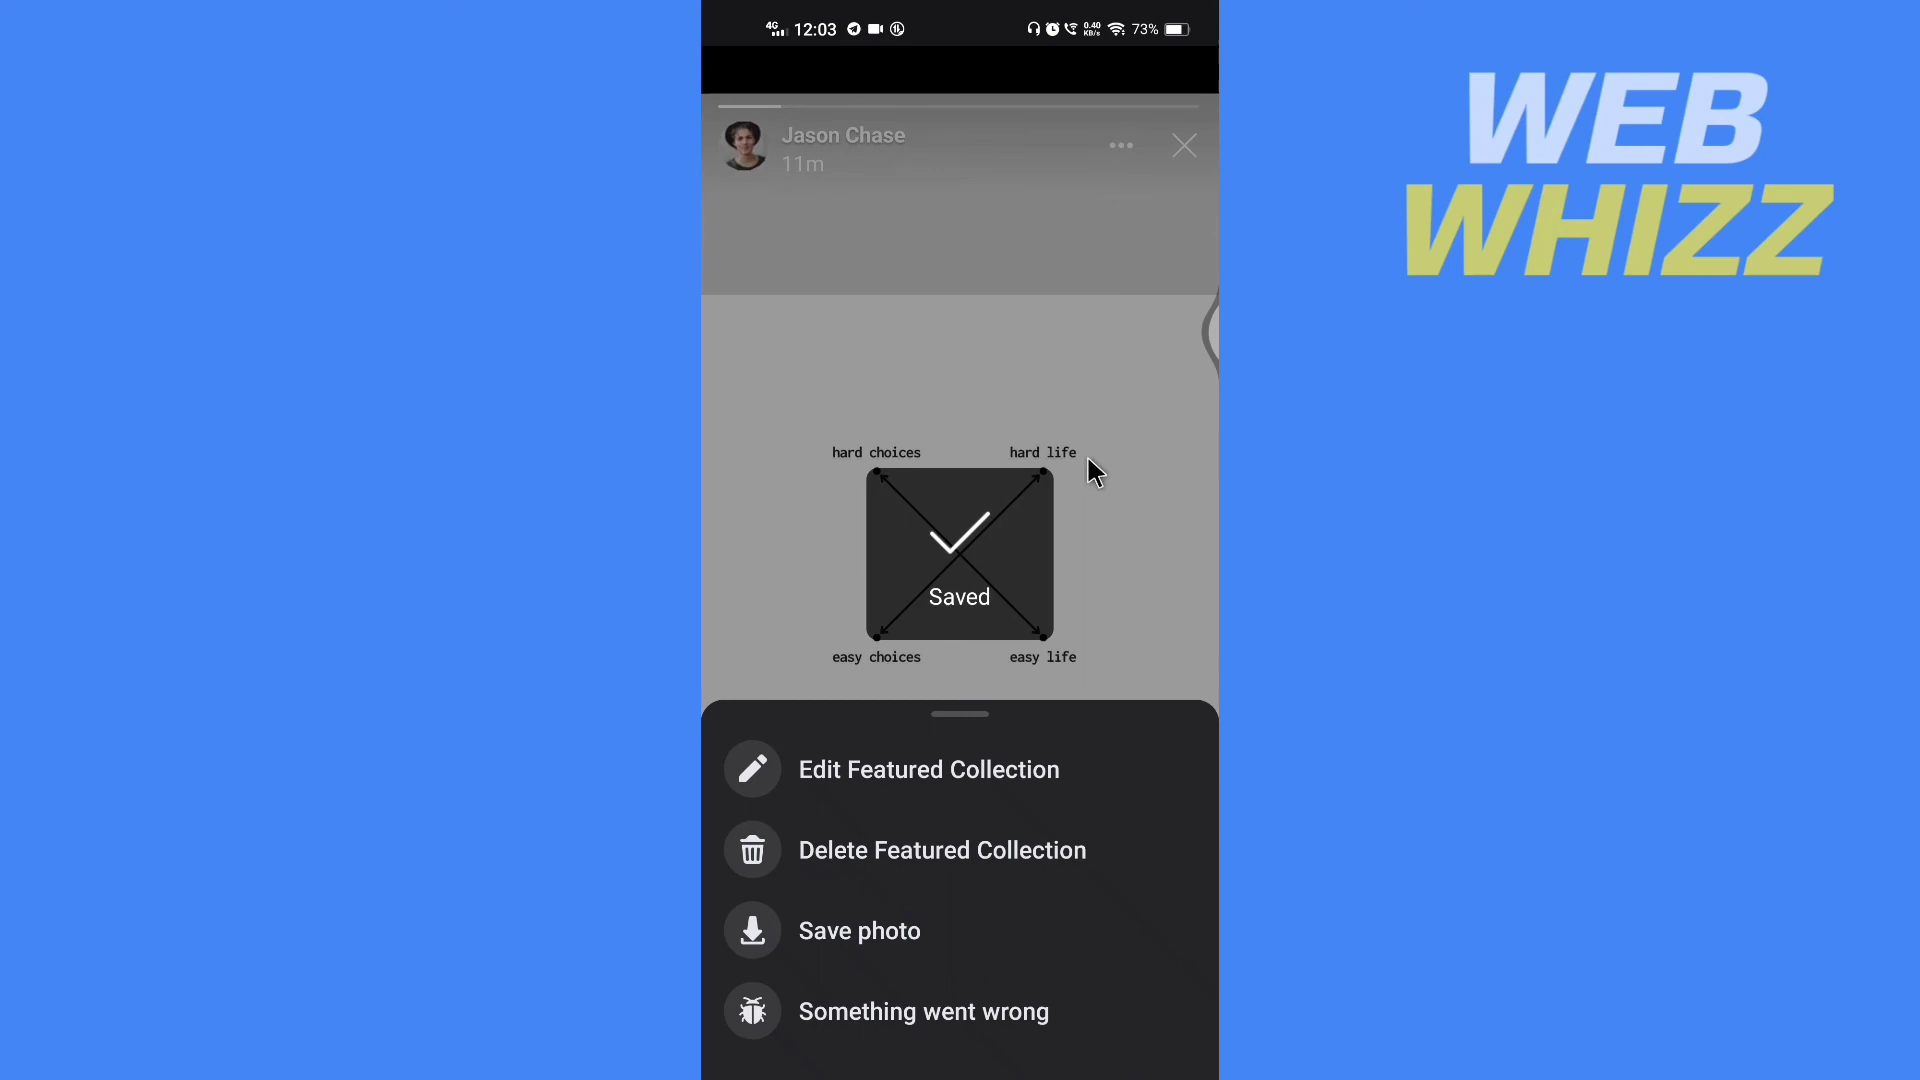 4G 12:03 0.40 KB/s 73%
WEB
WHIZZ
Jason Chase
11m
hard choices hard life
Saved
easy choices easy life
Edit Featured Collection
Delete Featured Collection
Save photo
Something went wrong